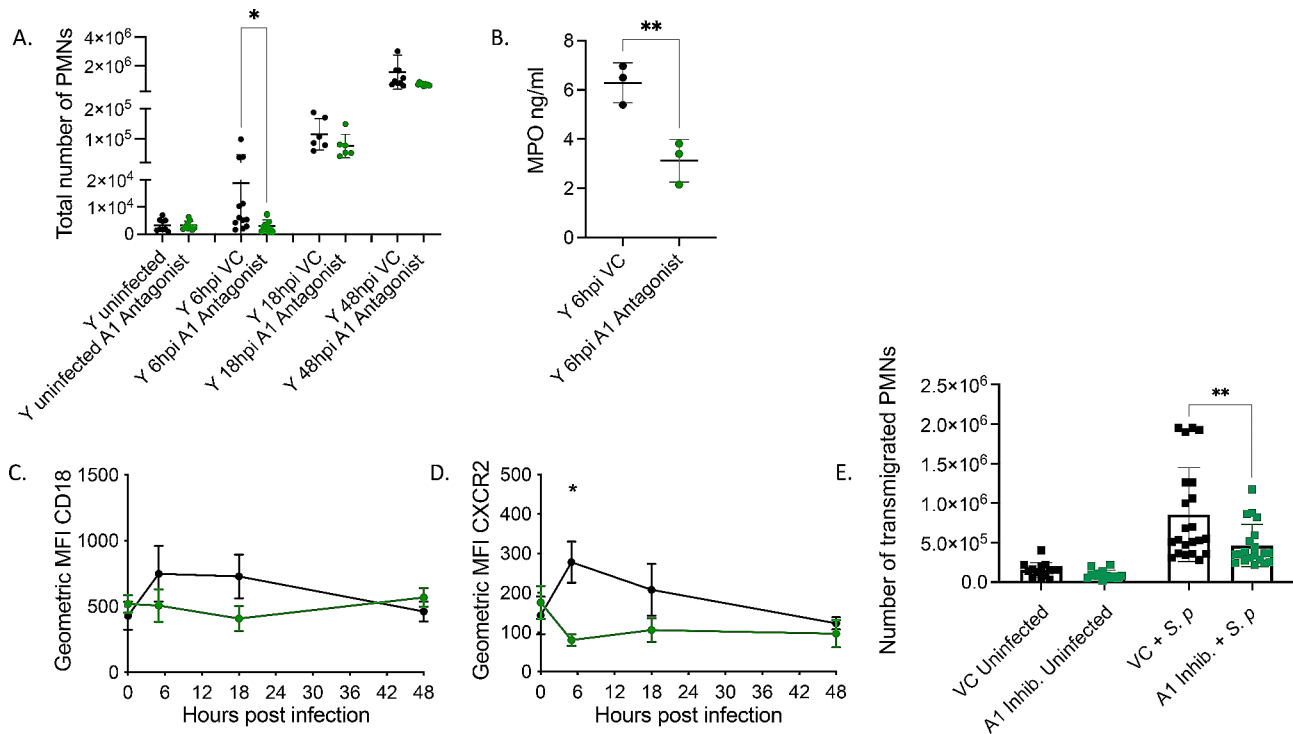 A.
Total number of PMNs
4×10⁶
2×10⁶
2×10⁵
1×10⁵
2×10⁴
1×10⁴
0
*
Y uninfected
Y uninfected A1 Antagonist
Y 6hpi VC
Y 6hpi A1 Antagonist
Y 18hpi VC
Y 18hpi A1 Antagonist
Y 48hpi VC
Y 48hpi A1 Antagonist
B.
MPO ng/ml
8
6
4
2
0
**
Y 6hpi VC
Y 6hpi A1 Antagonist
C.
Geometric MFI CD18
1500
1000
500
0
0 6 12 18 24 30 36 42 48
Hours post infection
D.
Geometric MFI CXCR2
500
400
300
200
100
0
*
0 6 12 18 24 30 36 42 48
Hours post infection
E.
Number of transmigrated PMNs
2.5×10⁶
2.0×10⁶
1.5×10⁶
1.0×10⁶
5.0×10⁵
0.0
**
VC Uninfected
A1 Inhib. Uninfected
VC + S. p
A1 Inhib. + S. p